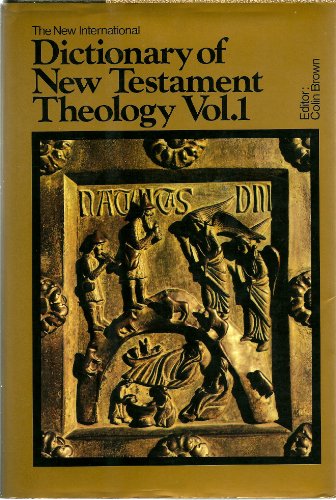 The New International
Dictionary of
New Testament
Theology Vol.1
Editor:
Colin Brown
NATIVITAS DNI